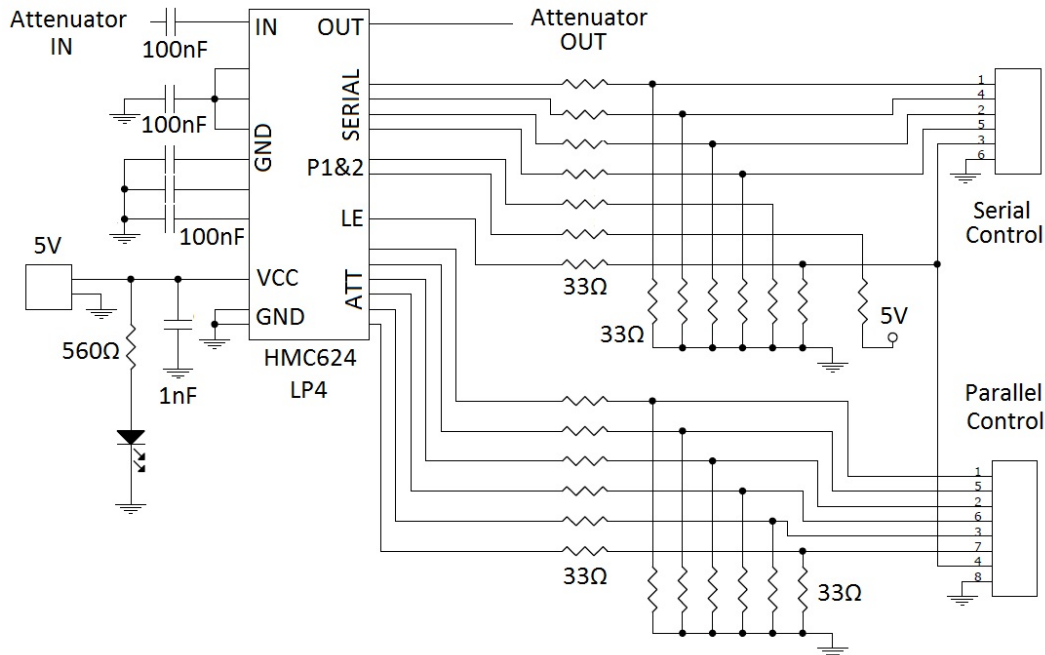 Attenuator
IN
100nF
IN
OUT
Attenuator
OUT
100nF
GND
SERIAL
P1&2
100nF
LE
5V
VCC
ATT
GND
560Ω
1nF
HMC624
LP4
33Ω
33Ω
5V
1
4
2
5
3
6
Serial
Control
Parallel
Control
1
5
2
6
3
7
4
8
33Ω
33Ω